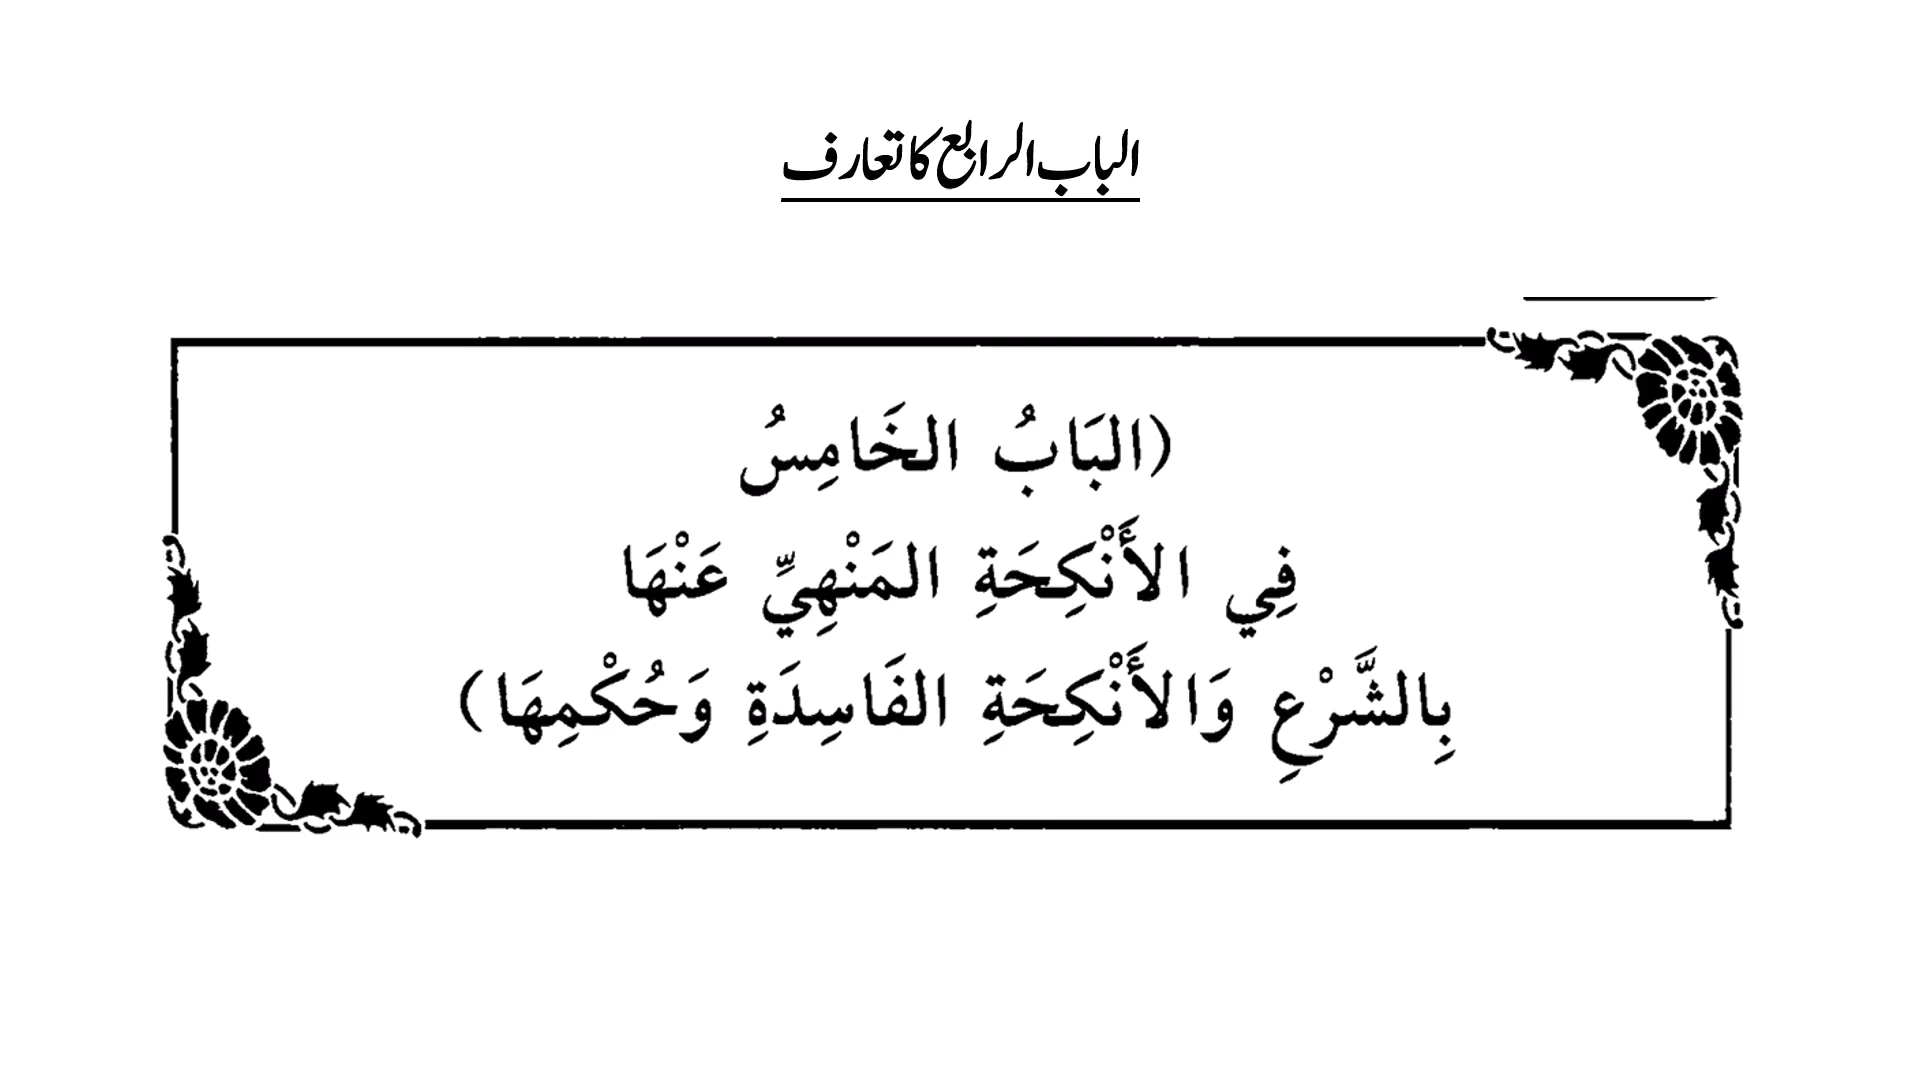 الباب الرابع کا تعارف
(البَابُ الخَامِسُ
فِي الأَنْكِحَةِ المَنْهِيِّ عَنْهَا
بِالشَّرْعِ وَالأَنْكِحَةِ الفَاسِدَةِ وَحُكْمِهَا)